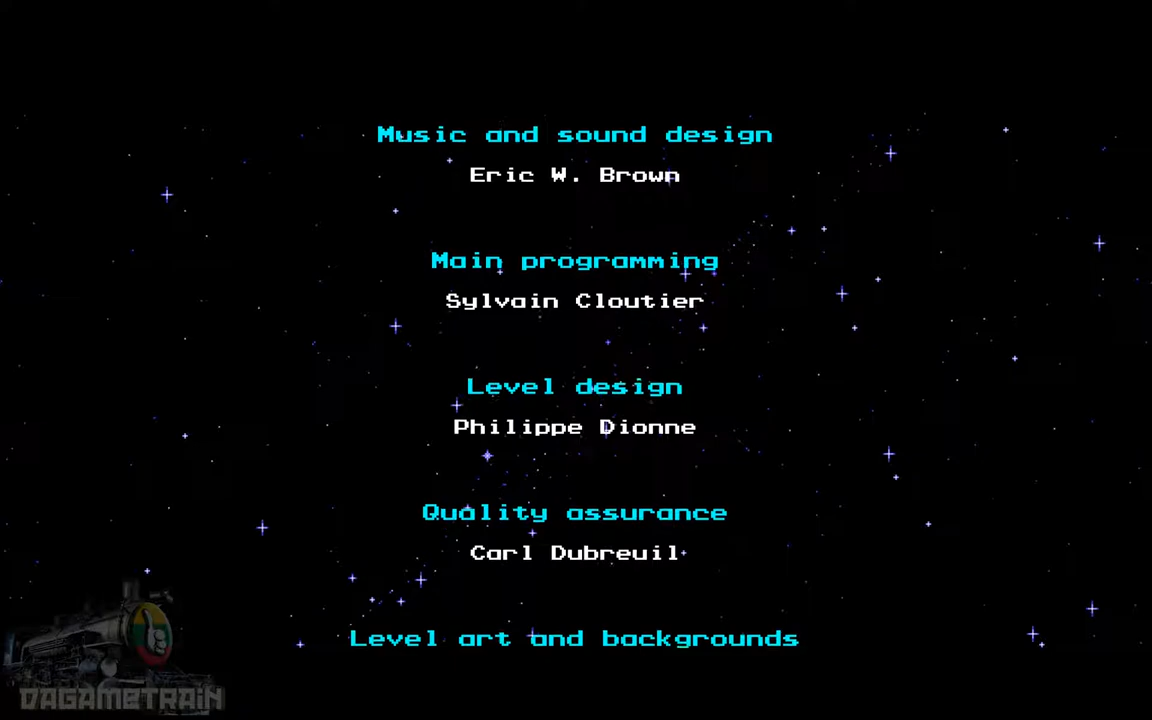 Music and sound design
Eric W. Brown
Main programming
Sylvain Cloutier
Level design
Philippe Dionne
Quality assurance
Carl Dubreuil
Level art and backgrounds
DAGAMETRAIN